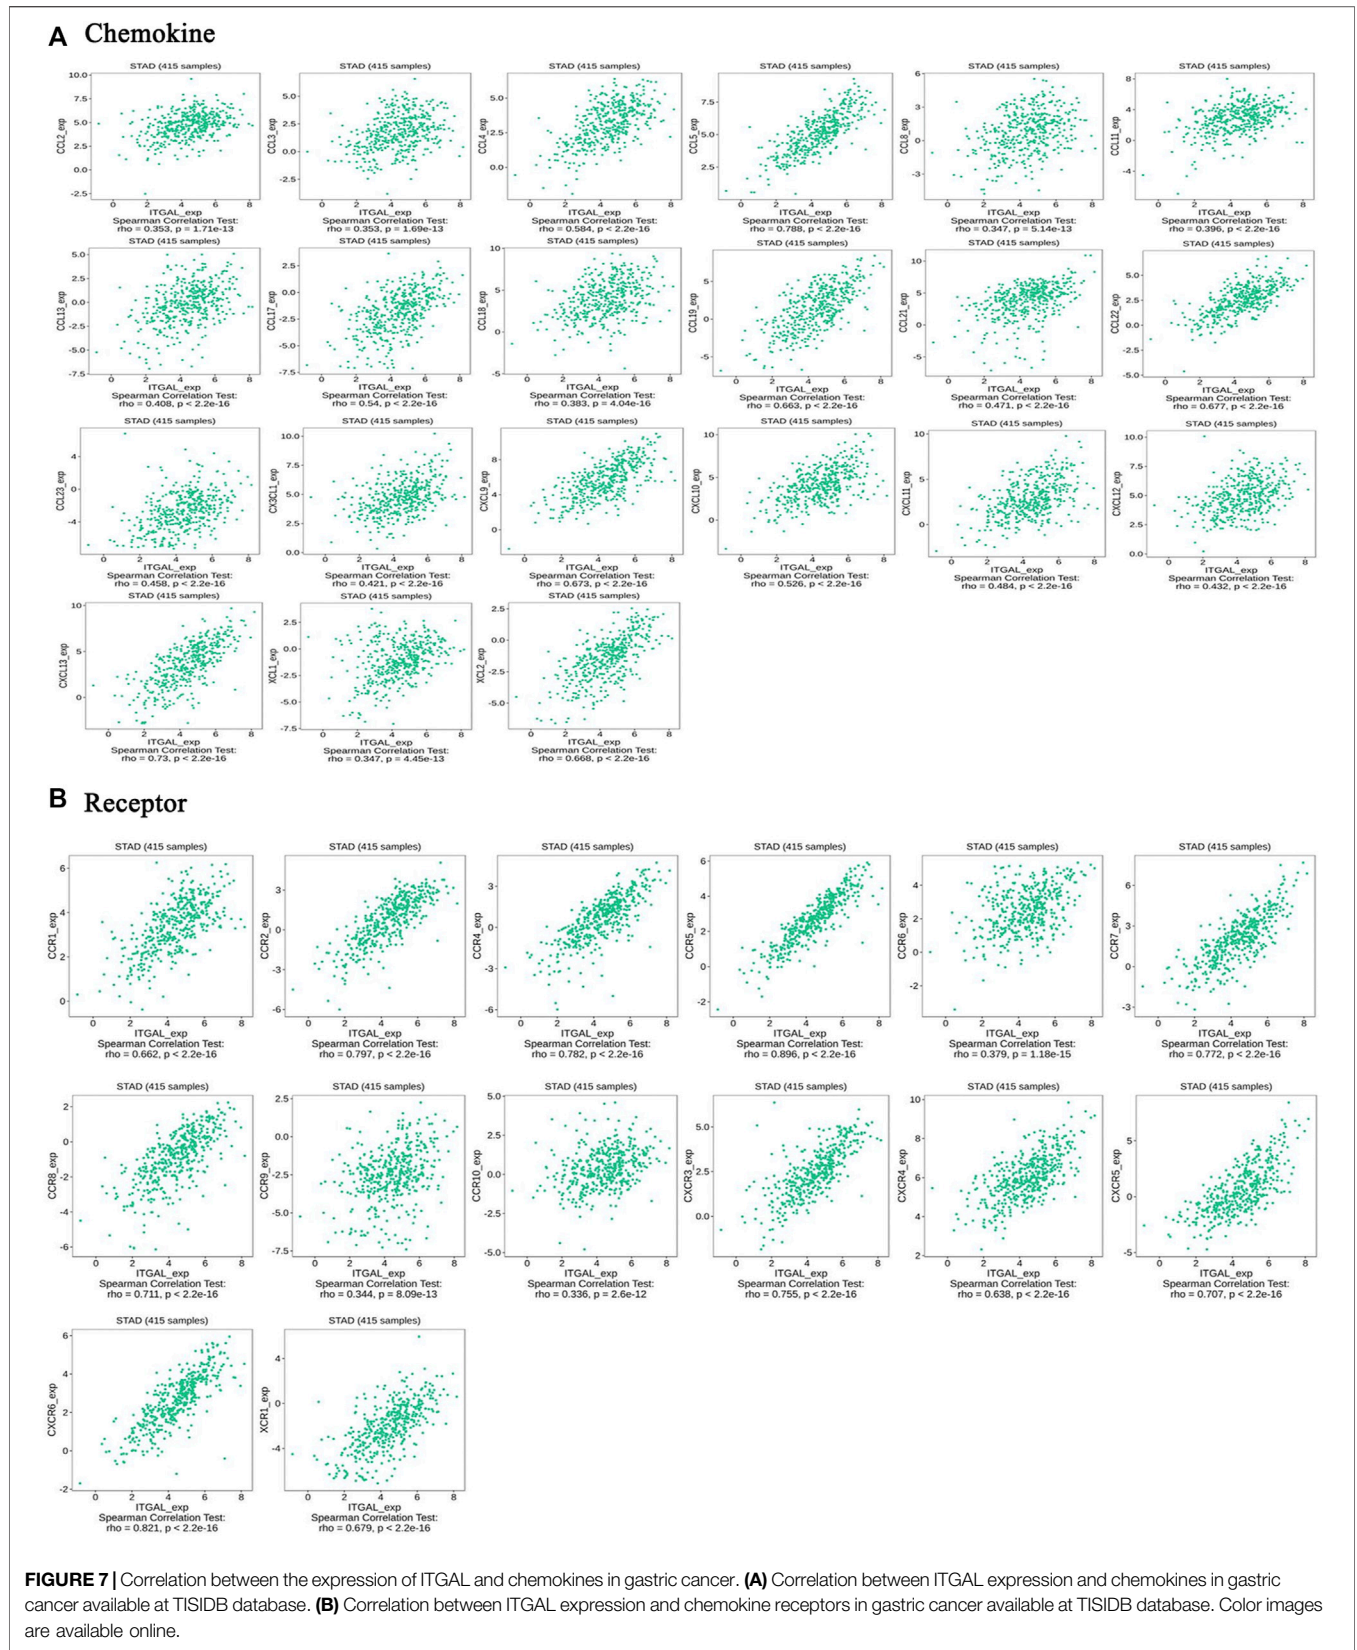 A Chemokine
STAD (415 samples) STAD (415 samples) STAD (415 samples) STAD (415 samples) STAD (415 samples) STAD (415 samples)
CCL2_exp CCL3_exp CCL4_exp CCL5_exp CCL8_exp CCL11_exp
ITGAL_exp ITGAL_exp ITGAL_exp ITGAL_exp ITGAL_exp ITGAL_exp
Spearman Correlation Test: Spearman Correlation Test: Spearman Correlation Test: Spearman Correlation Test: Spearman Correlation Test: Spearman Correlation Test:
rho = 0.353, p = 1.71e-13 rho = 0.353, p = 1.69e-13 rho = 0.584, p < 2.2e-16 rho = 0.788, p < 2.2e-16 rho = 0.347, p = 5.14e-13 rho = 0.396, p < 2.2e-16
STAD (415 samples) STAD (415 samples) STAD (415 samples) STAD (415 samples) STAD (415 samples) STAD (415 samples)
CCL13_exp CCL17_exp CCL18_exp CCL19_exp CCL21_exp CCL22_exp
ITGAL_exp ITGAL_exp ITGAL_exp ITGAL_exp ITGAL_exp ITGAL_exp
Spearman Correlation Test: Spearman Correlation Test: Spearman Correlation Test: Spearman Correlation Test: Spearman Correlation Test: Spearman Correlation Test:
rho = 0.408, p < 2.2e-16 rho = 0.54, p < 2.2e-16 rho = 0.383, p = 4.04e-16 rho = 0.663, p < 2.2e-16 rho = 0.471, p < 2.2e-16 rho = 0.677, p < 2.2e-16
STAD (415 samples) STAD (415 samples) STAD (415 samples) STAD (415 samples) STAD (415 samples) STAD (415 samples)
CCL23_exp CX3CL1_exp CXCL9_exp CXCL10_exp CXCL11_exp CXCL12_exp
ITGAL_exp ITGAL_exp ITGAL_exp ITGAL_exp ITGAL_exp ITGAL_exp
Spearman Correlation Test: Spearman Correlation Test: Spearman Correlation Test: Spearman Correlation Test: Spearman Correlation Test: Spearman Correlation Test:
rho = 0.458, p < 2.2e-16 rho = 0.421, p < 2.2e-16 rho = 0.673, p < 2.2e-16 rho = 0.526, p < 2.2e-16 rho = 0.484, p < 2.2e-16 rho = 0.432, p < 2.2e-16
STAD (415 samples) STAD (415 samples) STAD (415 samples)
CXCL13_exp XCL1_exp XCL2_exp
ITGAL_exp ITGAL_exp ITGAL_exp
Spearman Correlation Test: Spearman Correlation Test: Spearman Correlation Test:
rho = 0.73, p < 2.2e-16 rho = 0.347, p = 4.45e-13 rho = 0.668, p < 2.2e-16
B Receptor
STAD (415 samples) STAD (415 samples) STAD (415 samples) STAD (415 samples) STAD (415 samples) STAD (415 samples)
CCR1_exp CCR2_exp CCR4_exp CCR5_exp CCR6_exp CCR7_exp
ITGAL_exp ITGAL_exp ITGAL_exp ITGAL_exp ITGAL_exp ITGAL_exp
Spearman Correlation Test: Spearman Correlation Test: Spearman Correlation Test: Spearman Correlation Test: Spearman Correlation Test: Spearman Correlation Test:
rho = 0.662, p < 2.2e-16 rho = 0.797, p < 2.2e-16 rho = 0.782, p < 2.2e-16 rho = 0.896, p < 2.2e-16 rho = 0.379, p = 1.18e-15 rho = 0.772, p < 2.2e-16
STAD (415 samples) STAD (415 samples) STAD (415 samples) STAD (415 samples) STAD (415 samples) STAD (415 samples)
CCR8_exp CCR9_exp CCR10_exp CXCR3_exp CXCR4_exp CXCR5_exp
ITGAL_exp ITGAL_exp ITGAL_exp ITGAL_exp ITGAL_exp ITGAL_exp
Spearman Correlation Test: Spearman Correlation Test: Spearman Correlation Test: Spearman Correlation Test: Spearman Correlation Test: Spearman Correlation Test:
rho = 0.711, p < 2.2e-16 rho = 0.344, p = 8.09e-13 rho = 0.336, p = 2.6e-12 rho = 0.755, p < 2.2e-16 rho = 0.638, p < 2.2e-16 rho = 0.707, p < 2.2e-16
STAD (415 samples) STAD (415 samples)
CXCR6_exp XCR1_exp
ITGAL_exp ITGAL_exp
Spearman Correlation Test: Spearman Correlation Test:
rho = 0.821, p < 2.2e-16 rho = 0.679, p < 2.2e-16
FIGURE 7 | Correlation between the expression of ITGAL and chemokines in gastric cancer. (A) Correlation between ITGAL expression and chemokines in gastric
cancer available at TISIDB database. (B) Correlation between ITGAL expression and chemokine receptors in gastric cancer available at TISIDB database. Color images
are available online.